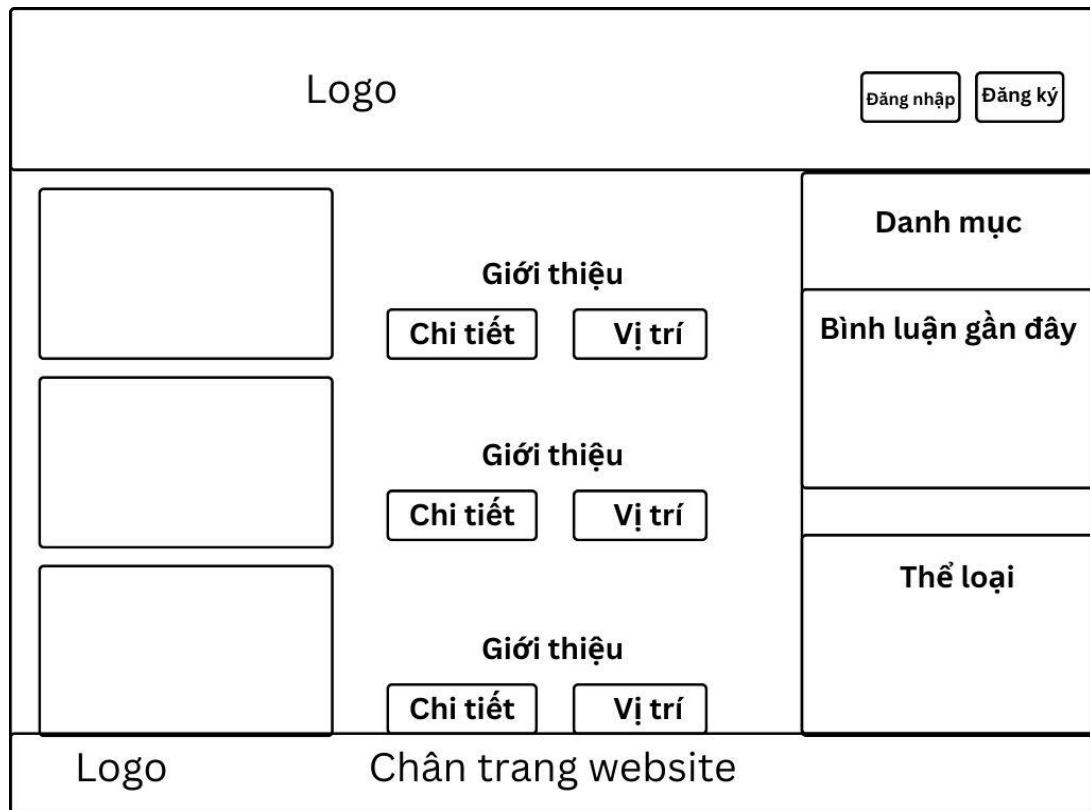 Logo
Đăng nhập
Đăng ký
Danh mục
Giới thiệu
Chi tiết
Vị trí
Bình luận gần đây
Giới thiệu
Chi tiết
Vị trí
Thể loại
Giới thiệu
Chi tiết
Vị trí
Logo
Chân trang website